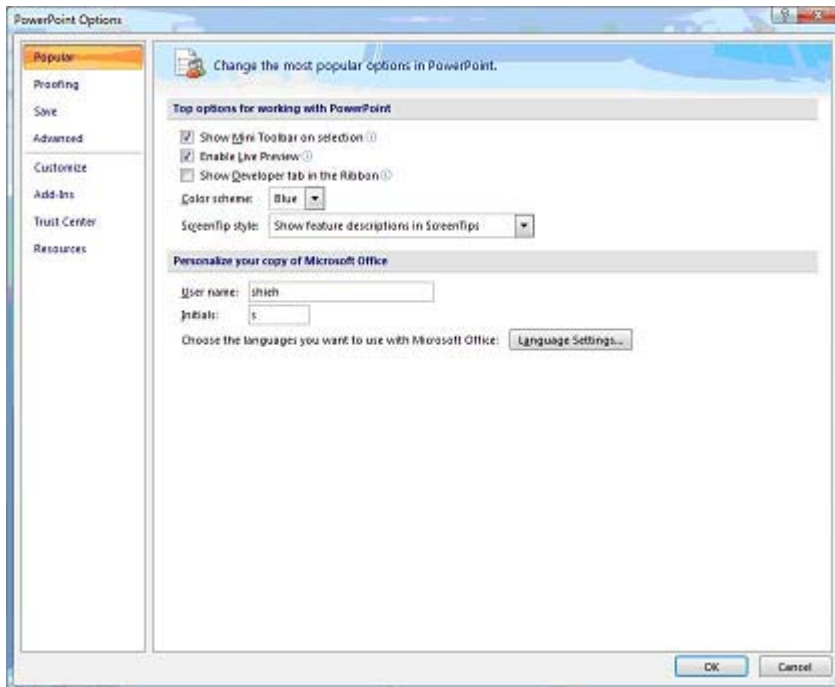 PowerPoint Options
Popular
Proofing
Save
Advanced
Customize
Add-Ins
Trust Center
Resources
Change the most popular options in PowerPoint.
Top options for working with PowerPoint
Show Mini Toolbar on selection
Enable Live Preview
Show Developer tab in the Ribbon
Color scheme: Blue
ScreenTip style: Show feature descriptions in ScreenTips
Personalize your copy of Microsoft Office
User name: shieh
Initials: s
Choose the languages you want to use with Microsoft Office: Language Settings...
OK Cancel